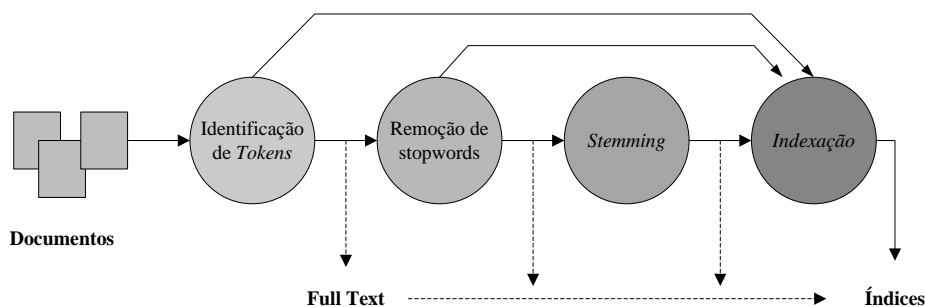 Identificação
de Tokens
Remoção de
stopwords
Stemming
Indexação
Documentos
Full Text
Índices